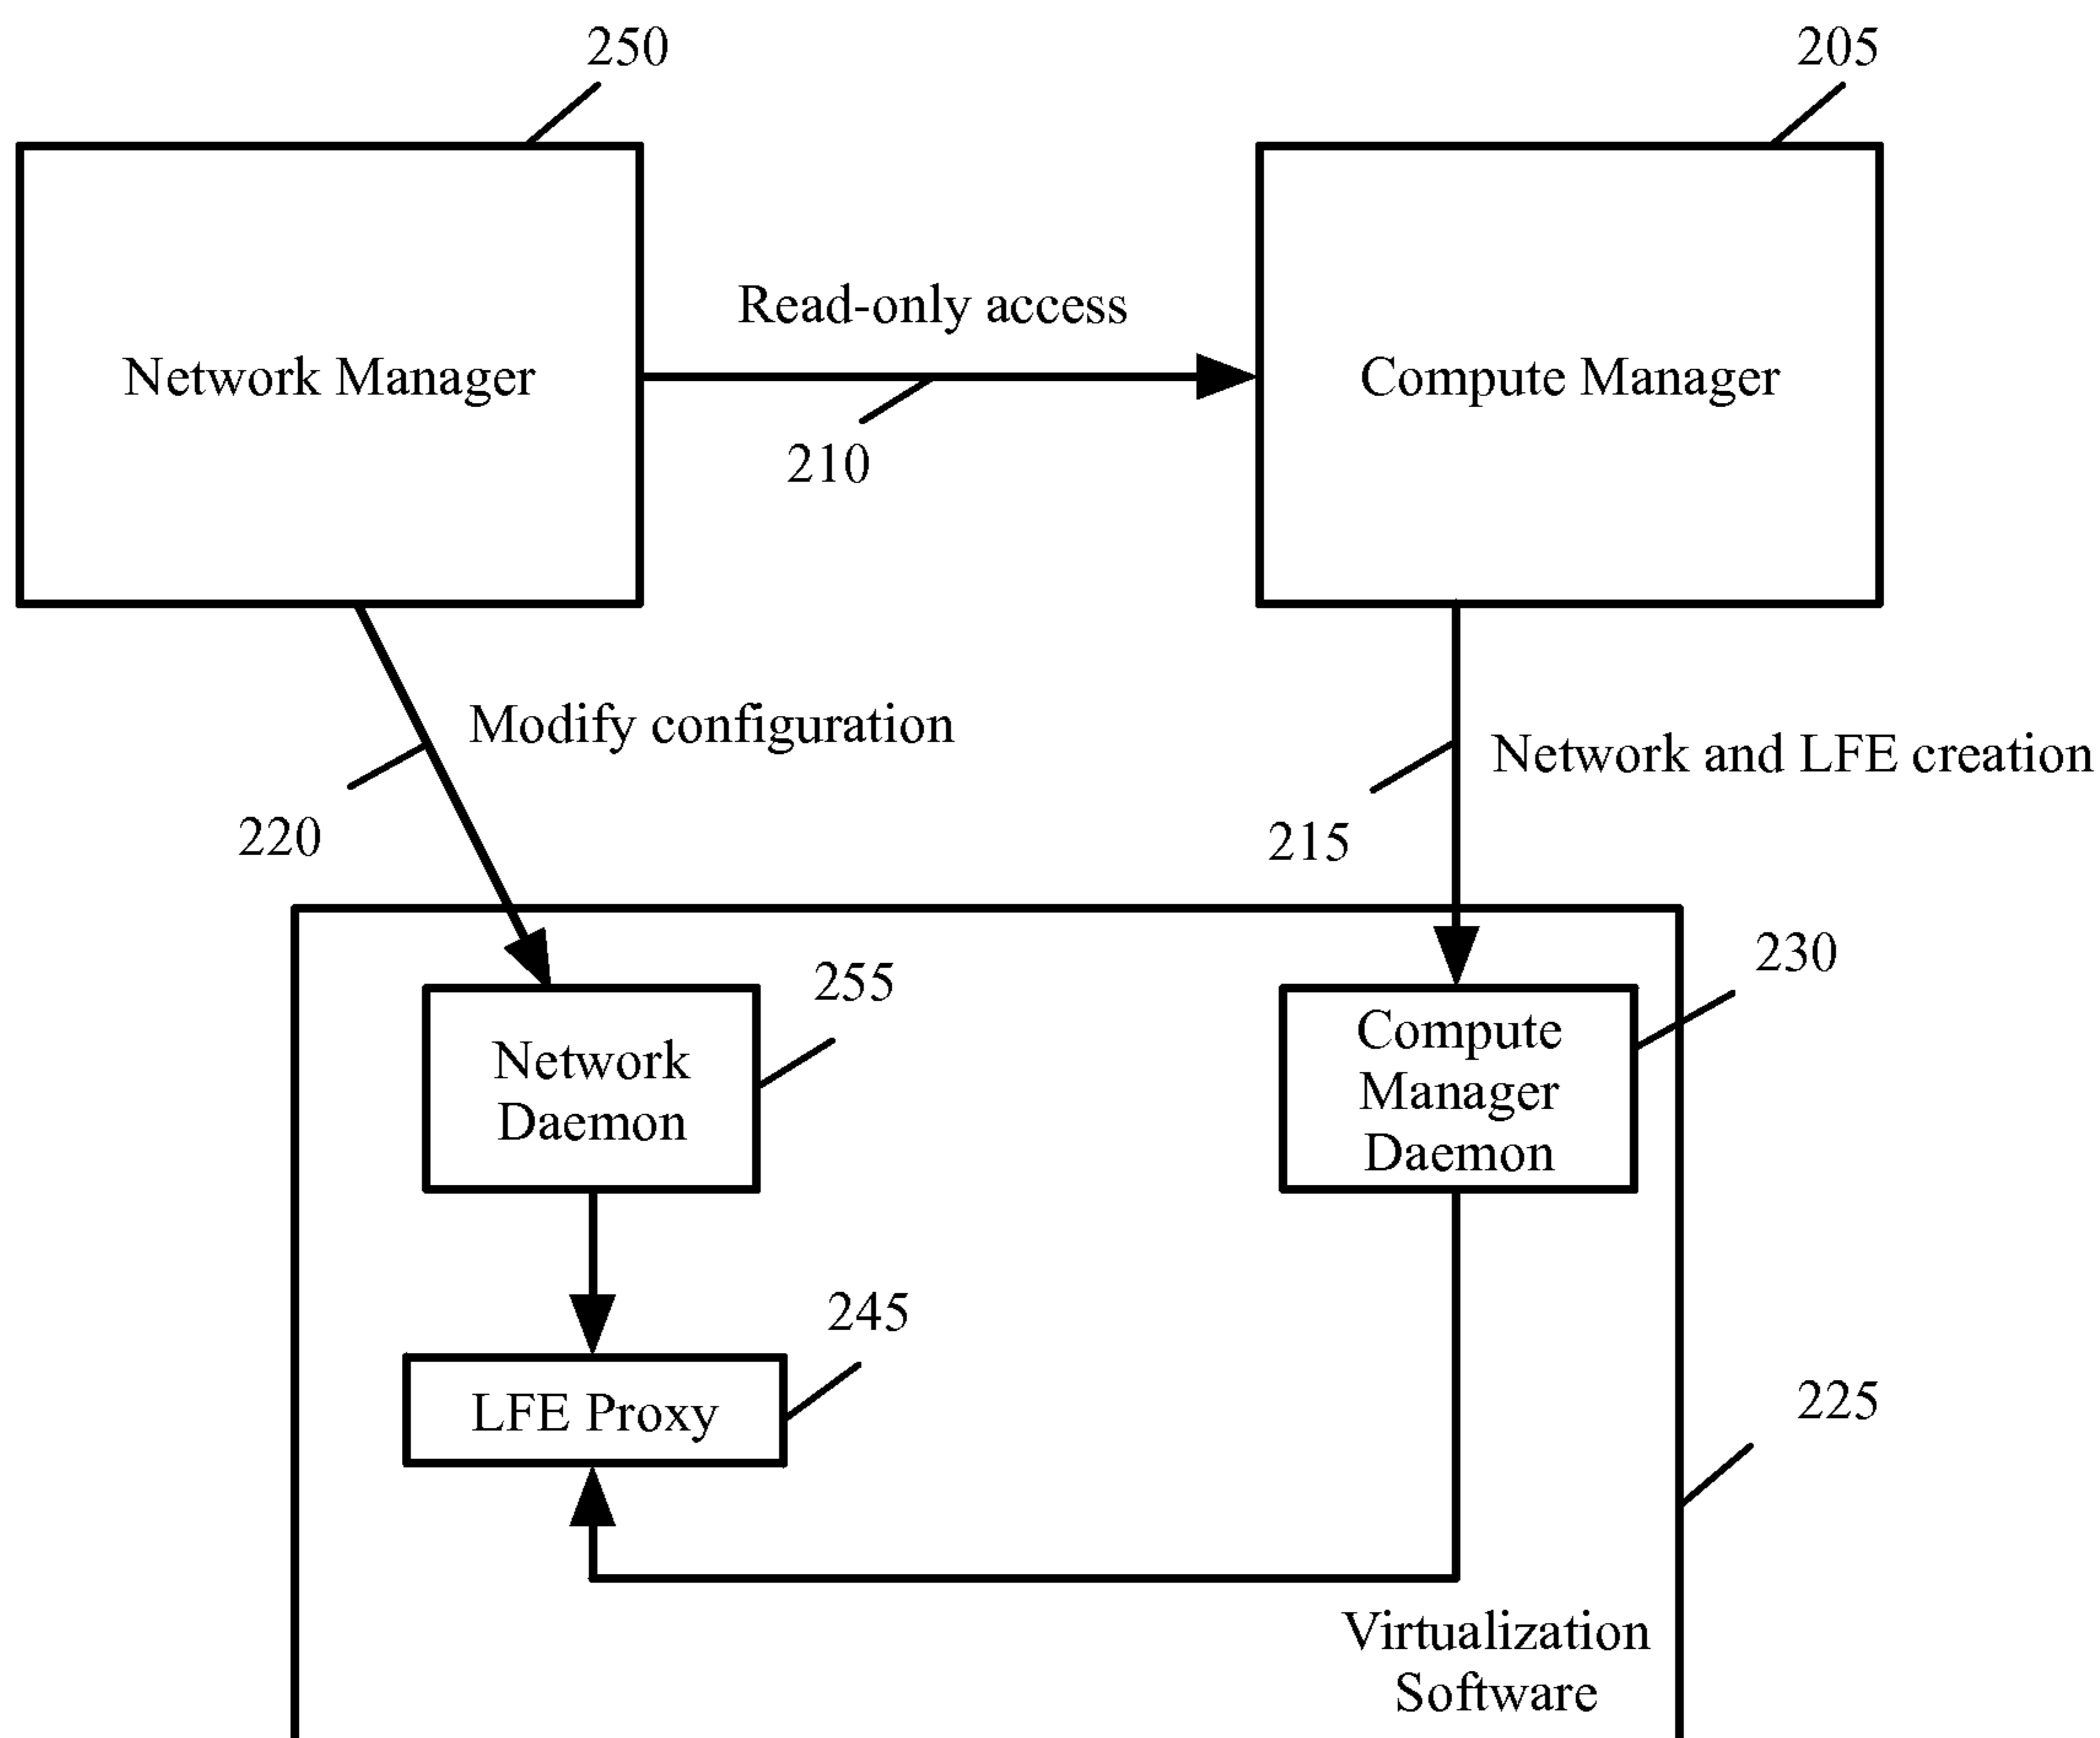 250
205
Read-only access
Network Manager
Compute Manager
210
Modify configuration
Network and LFE creation
220
215
230
255
Network
Daemon
Compute
Manager
Daemon
245
LFE Proxy
225
Virtualization
Software